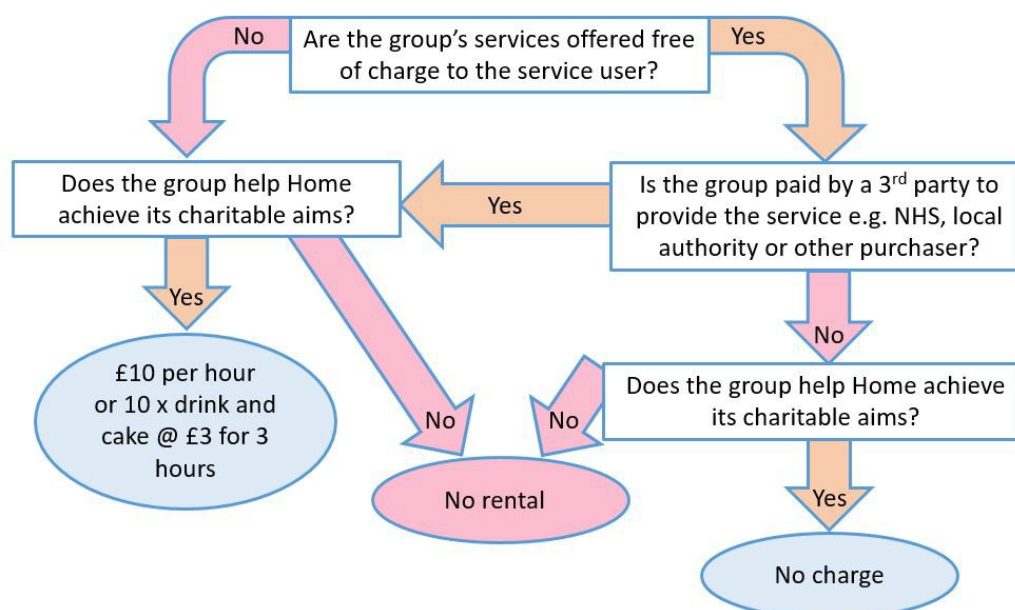 No
Are the group's services offered free
of charge to the service user?
Yes
Does the group help Home
achieve its charitable aims?
Yes
Is the group paid by a 3rd party to
provide the service e.g. NHS, local
authority or other purchaser?
Yes
No
£10 per hour
or 10 x drink and
cake @ £3 for 3
hours
No
No
Does the group help Home achieve
its charitable aims?
No rental
Yes
No charge